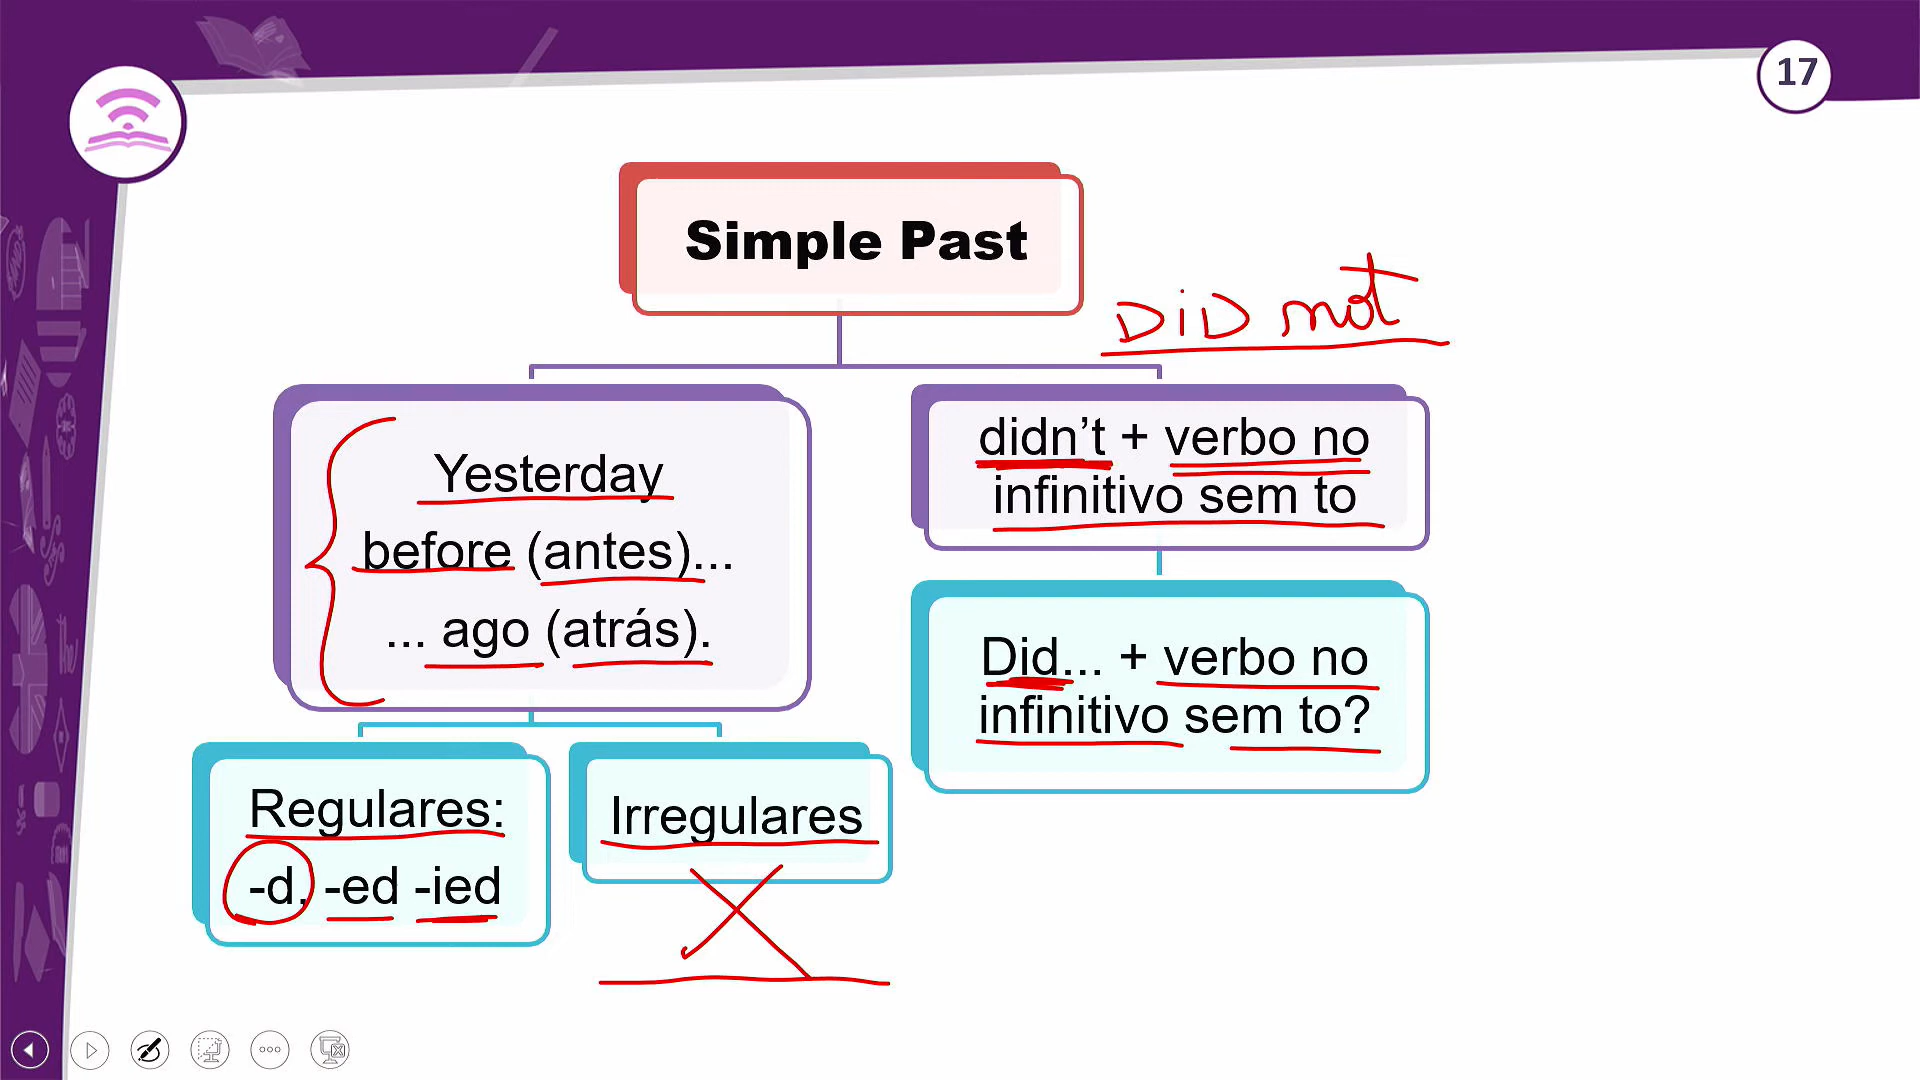 17
Simple Past
DiD not
Yesterday
before (antes)...
... ago (atrás).
didn’t + verbo no
infinitivo sem to
Did... + verbo no
infinitivo sem to?
Regulares:
-d, -ed -ied
Irregulares